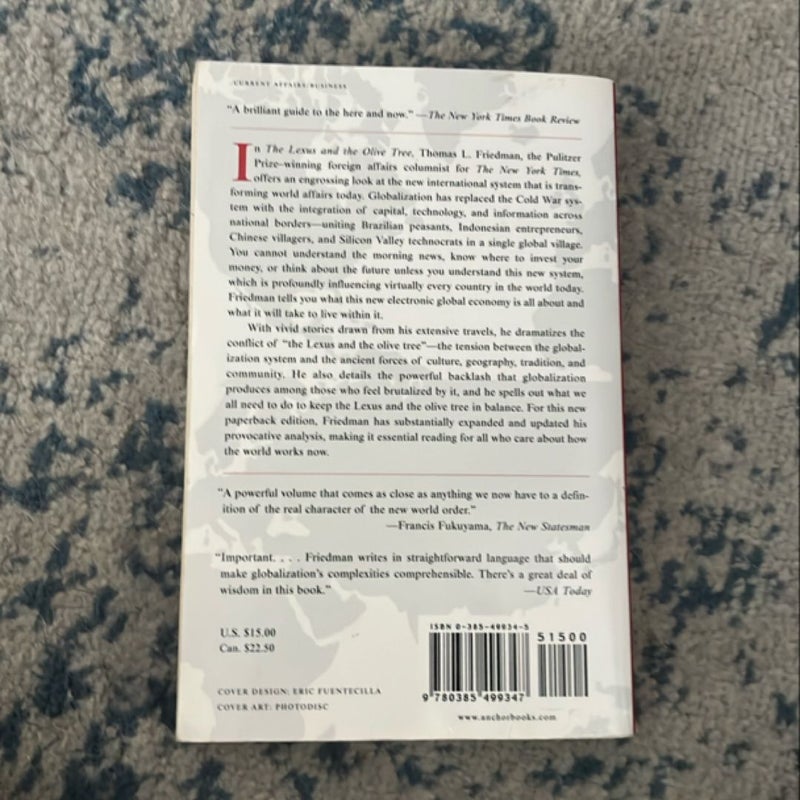 CURRENT AFFAIRS/BUSINESS
"A brilliant guide to the here and now." —The New York Times Book Review
In The Lexus and the Olive Tree, Thomas L. Friedman, the Pulitzer
Prize–winning foreign affairs columnist for The New York Times,
offers an engrossing look at the new international system that is trans-
forming world affairs today. Globalization has replaced the Cold War sys-
tem with the integration of capital, technology, and information across
national borders—uniting Brazilian peasants, Indonesian entrepreneurs,
Chinese villagers, and Silicon Valley technocrats in a single global village.
You cannot understand the morning news, know where to invest your
money, or think about the future unless you understand this new system,
which is profoundly influencing virtually every country in the world today.
Friedman tells you what this new electronic global economy is all about and
what it will take to live within it.
With vivid stories drawn from his extensive travels, he dramatizes the
conflict of "the Lexus and the olive tree"—the tension between the global-
ization system and the ancient forces of culture, geography, tradition, and
community. He also details the powerful backlash that globalization
produces among those who feel brutalized by it, and he spells out what we
all need to do to keep the Lexus and the olive tree in balance. For this new
paperback edition, Friedman has substantially expanded and updated his
provocative analysis, making it essential reading for all who care about how
the world works now.
"A powerful volume that comes as close as anything we now have to a defin-
ition of the real character of the new world order."
—Francis Fukuyama, The New Statesman
"Important. . . . Friedman writes in straightforward language that should
make globalization's complexities comprehensible. There's a great deal of
wisdom in this book." —USA Today
U.S. $15.00
Can. $22.50
COVER DESIGN: ERIC FUENTECILLA
COVER ART: PHOTODISC
ISBN 0-385-49934-5
51500
9 780385 499347
www.anchorbooks.com